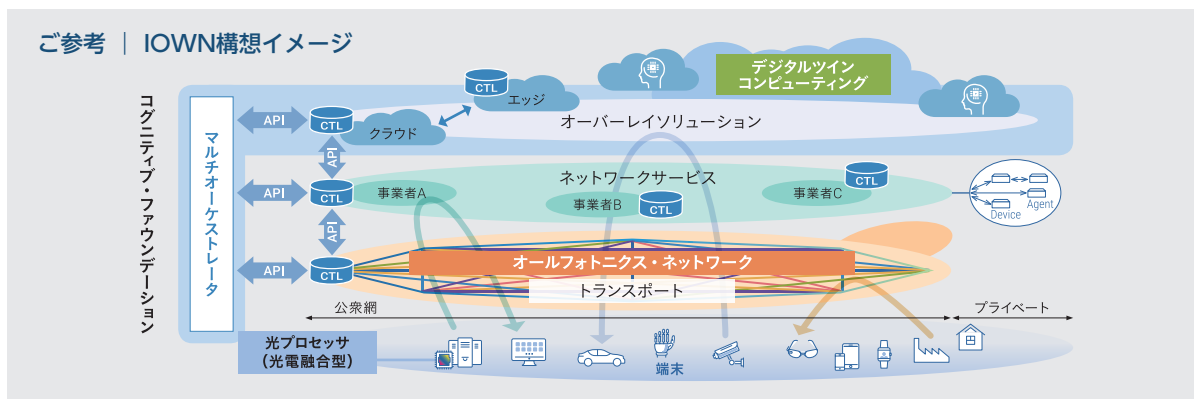 ご参考 ｜ IOWN構想イメージ
デジタルツイン
コンピューティング
CTL
エッジ
オーバーレイソリューション
API
CTL
クラウド
API
コグニティブ・ファウンデーション
マルチオーケストレータ
ネットワークサービス
API
CTL
事業者A
事業者B
CTL
事業者C
CTL
Device
Agent
API
オールフォトニクス・ネットワーク
API
CTL
トランスポート
公衆網
プライベート
光プロセッサ
（光電融合型）
端末